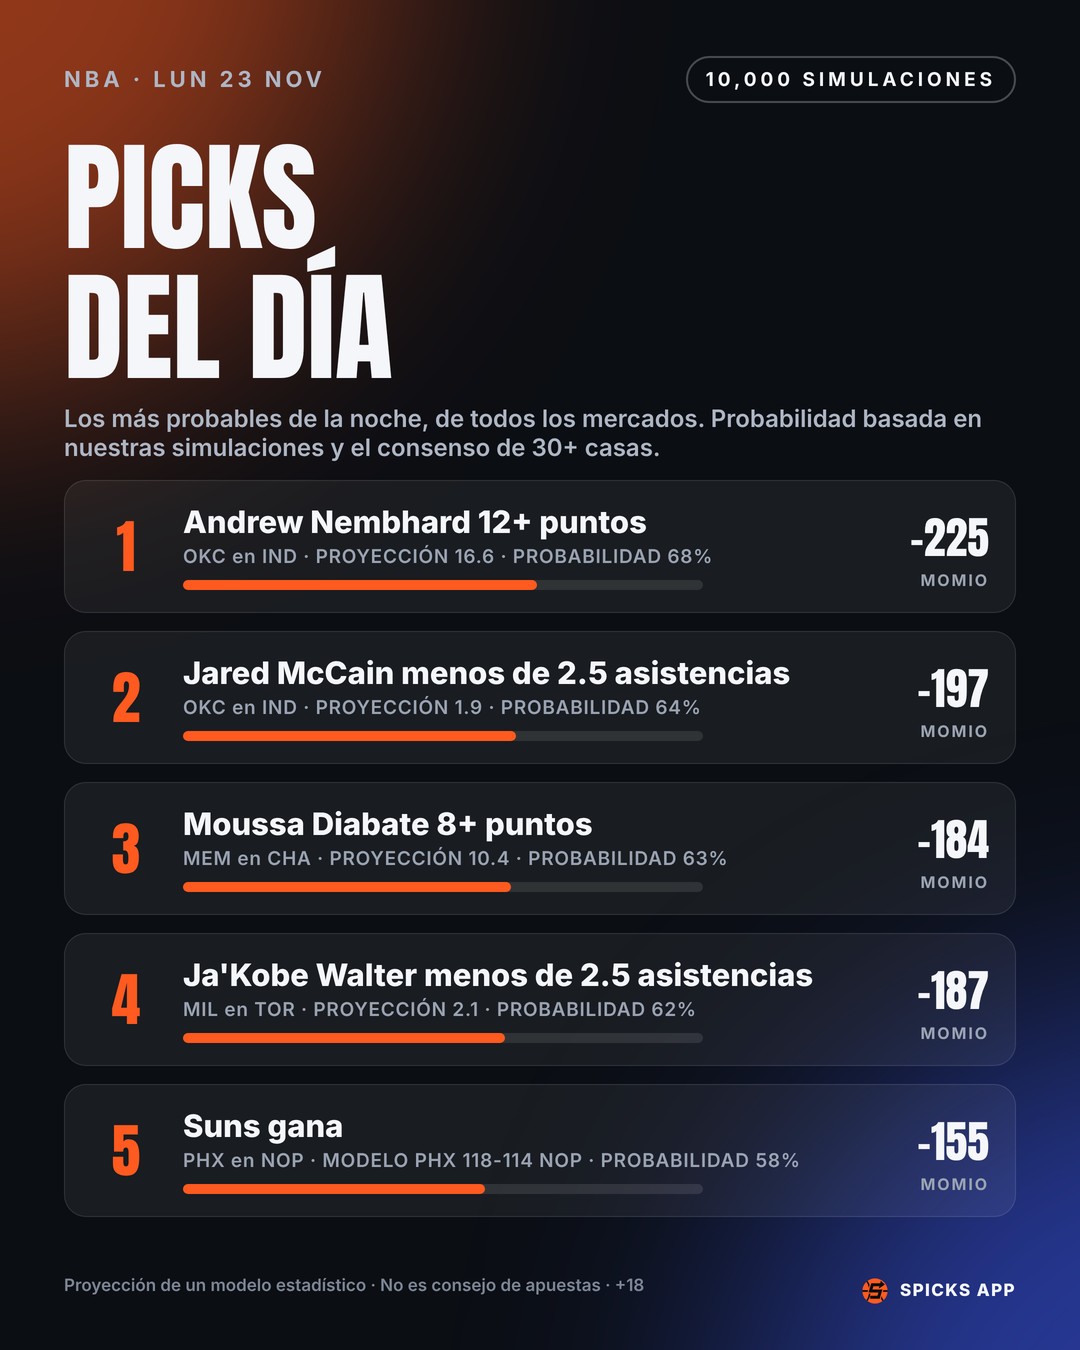 NBA · LUN 23 NOV
10,000 SIMULACIONES
PICKS
DEL DÍA
Los más probables de la noche, de todos los mercados. Probabilidad basada en
nuestras simulaciones y el consenso de 30+ casas.
1
Andrew Nembhard 12+ puntos
OKC en IND · PROYECCIÓN 16.6 · PROBABILIDAD 68%
-225
MOMIO
2
Jared McCain menos de 2.5 asistencias
OKC en IND · PROYECCIÓN 1.9 · PROBABILIDAD 64%
-197
MOMIO
3
Moussa Diabate 8+ puntos
MEM en CHA · PROYECCIÓN 10.4 · PROBABILIDAD 63%
-184
MOMIO
4
Ja'Kobe Walter menos de 2.5 asistencias
MIL en TOR · PROYECCIÓN 2.1 · PROBABILIDAD 62%
-187
MOMIO
5
Suns gana
PHX en NOP · MODELO PHX 118-114 NOP · PROBABILIDAD 58%
-155
MOMIO
Proyección de un modelo estadístico · No es consejo de apuestas · +18
SPICKS APP